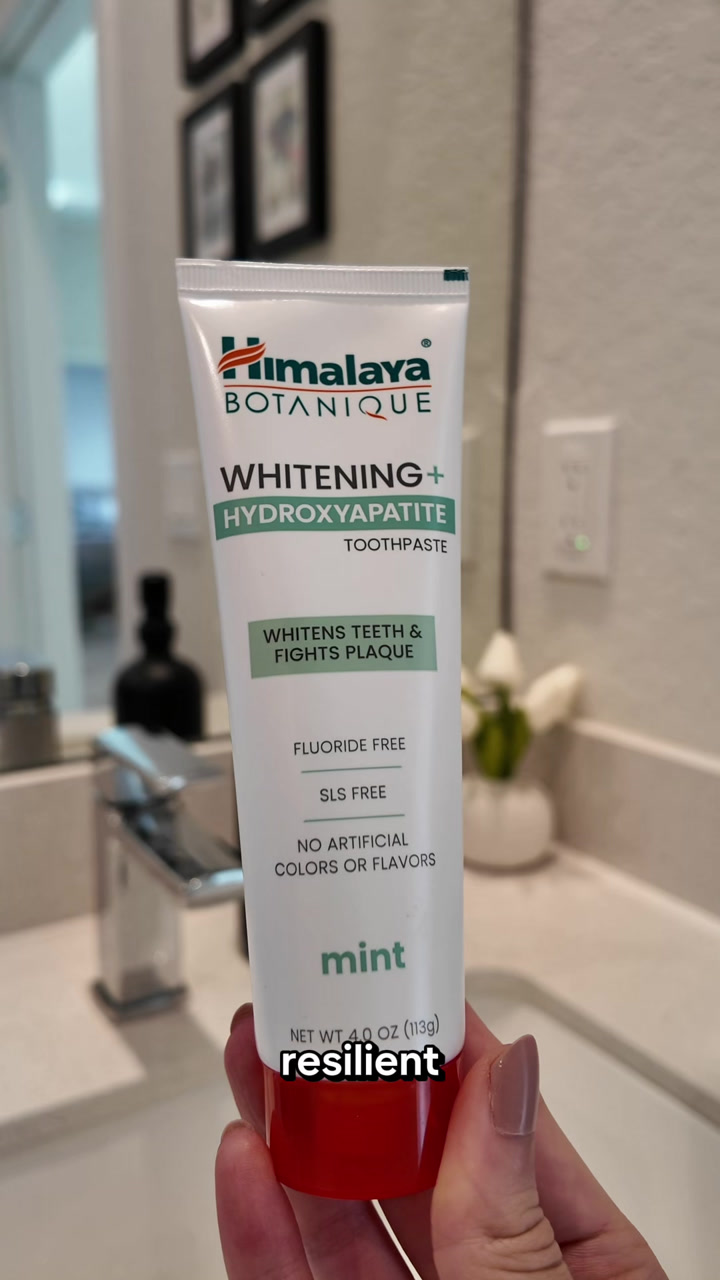 Himalaya®
BOTANIQUE
WHITENING+
HYDROXYAPATITE
TOOTHPASTE
WHITENS TEETH &
FIGHTS PLAQUE
FLUORIDE FREE
SLS FREE
NO ARTIFICIAL
COLORS OR FLAVORS
mint
NET WT 4.0 OZ (113g)
resilient